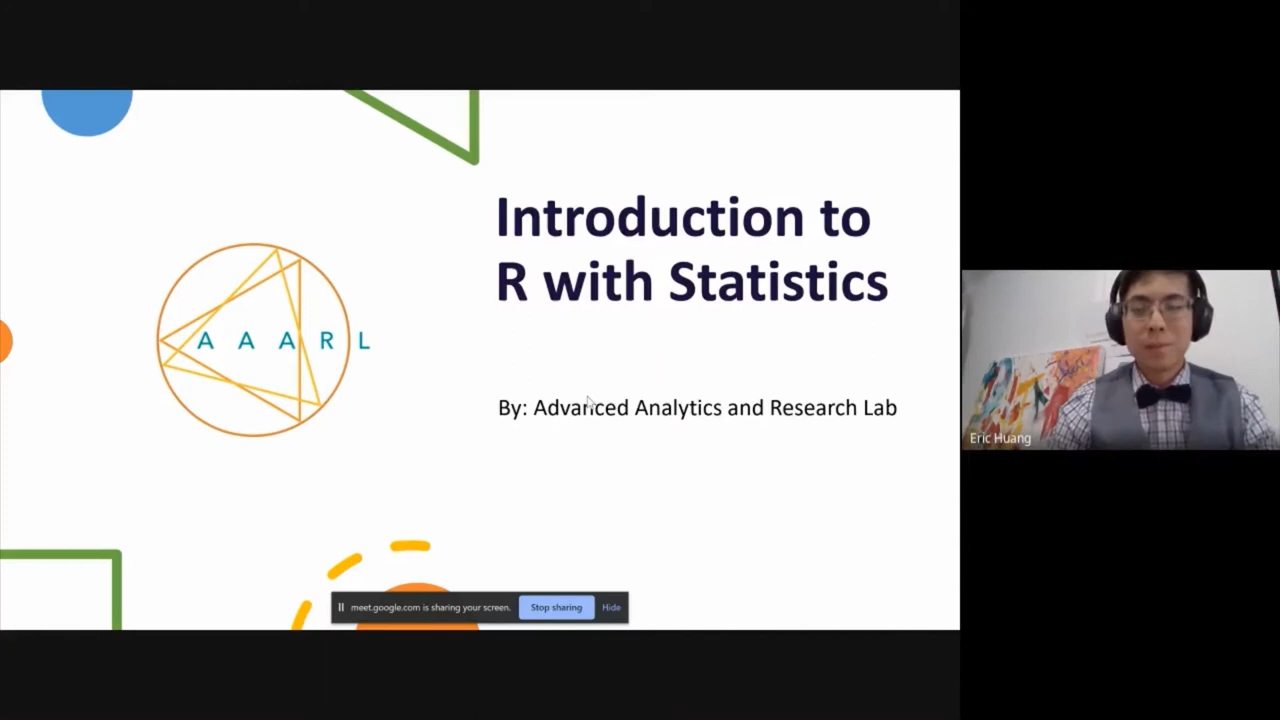 Introduction to
R with Statistics
A A A R L
By: Advanced Analytics and Research Lab
Eric Huang
meet.google.com is sharing your screen.
Stop sharing
Hide